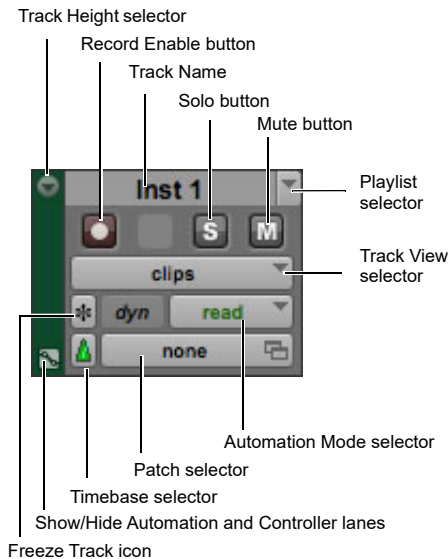 Track Height selector
Record Enable button
Track Name
Solo button
Mute button
Inst 1
Playlist
selector
S
M
Track View
selector
clips
dyn
read
none
Automation Mode selector
Patch selector
Timebase selector
Show/Hide Automation and Controller lanes
Freeze Track icon